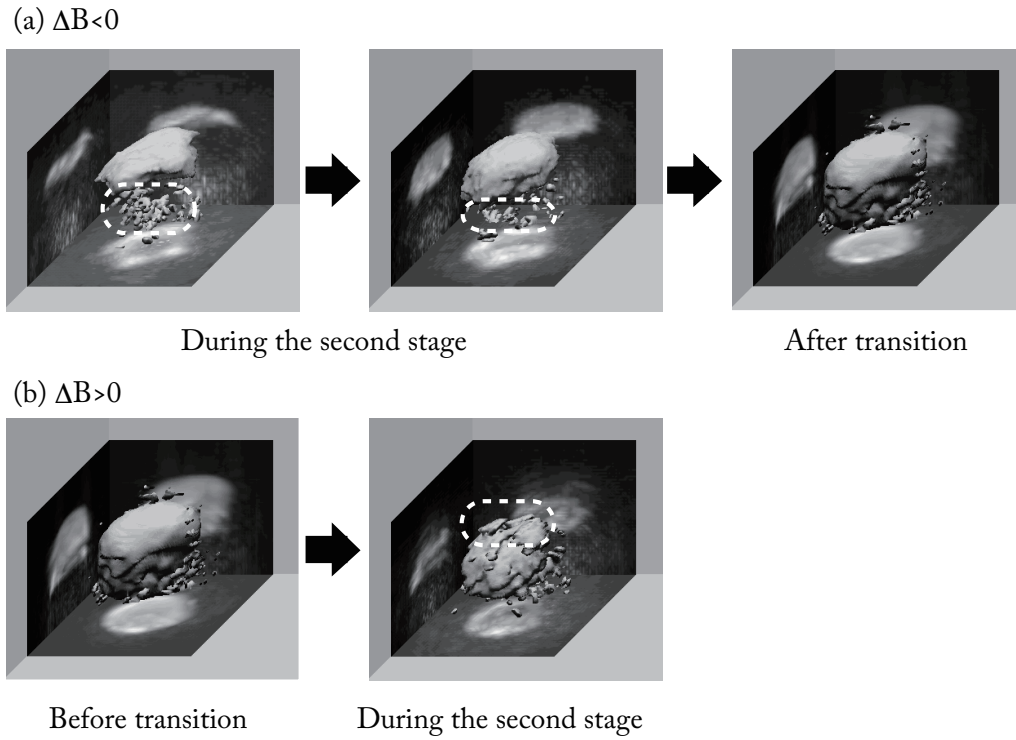 (a) ΔB<0
During the second stage
After transition
(b) ΔB>0
Before transition
During the second stage